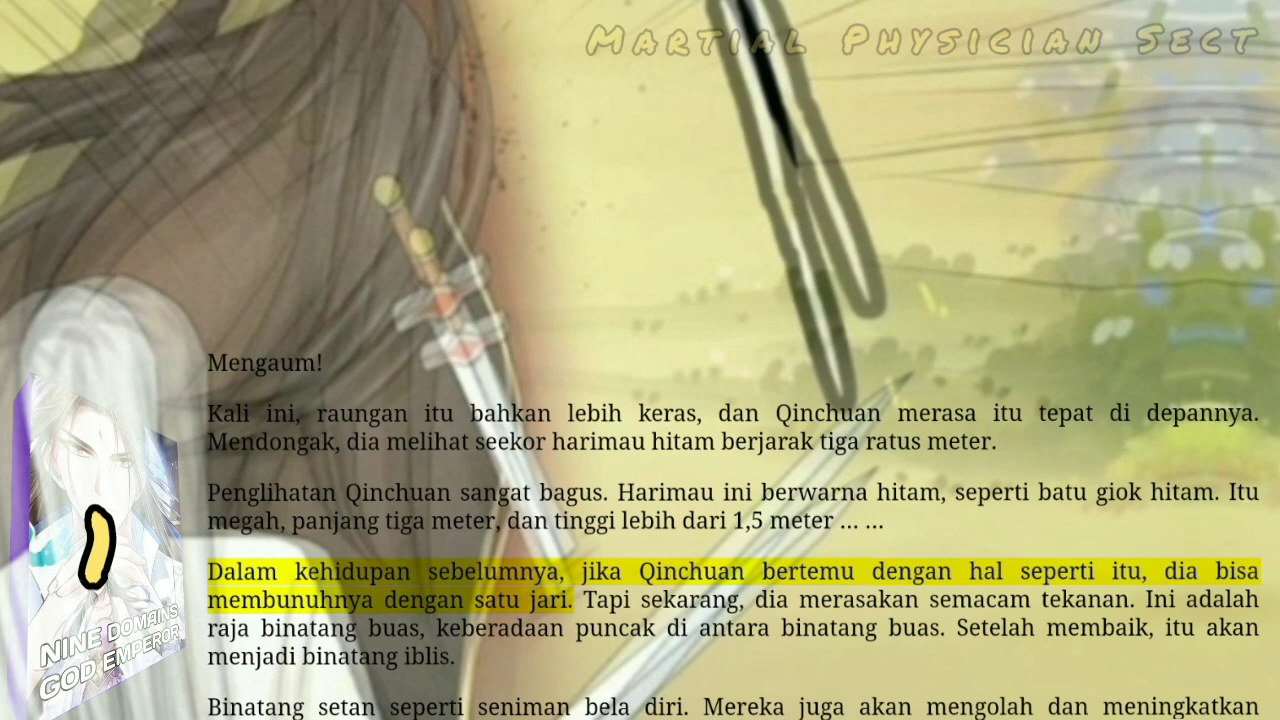 Martial Physician Sect
Mengaum!
Kali ini, raungan itu bahkan lebih keras, dan Qinchuan merasa itu tepat di depannya.
Mendongak, dia melihat seekor harimau hitam berjarak tiga ratus meter.
Penglihatan Qinchuan sangat bagus. Harimau ini berwarna hitam, seperti batu giok hitam. Itu
megah, panjang tiga meter, dan tinggi lebih dari 1,5 meter ... ...
Dalam kehidupan sebelumnya, jika Qinchuan bertemu dengan hal seperti itu, dia bisa
membunuhnya dengan satu jari. Tapi sekarang, dia merasakan semacam tekanan. Ini adalah
raja binatang buas, keberadaan puncak di antara binatang buas. Setelah membaik, itu akan
menjadi binatang iblis.
Binatang setan seperti seniman bela diri. Mereka juga akan mengolah dan meningkatkan
NINE DOMAINS
GOD EMPEROR